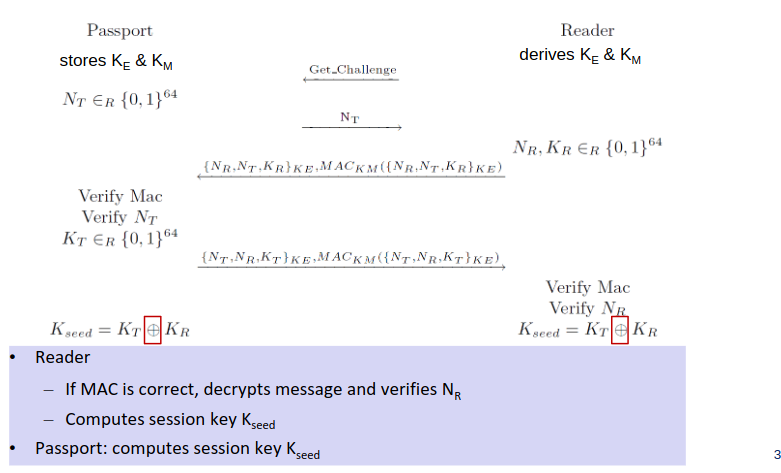 Passport Reader
stores K_E & K_M derives K_E & K_M
Get_Challenge
N_T ∈_R {0, 1}^64
N_T
N_R, K_R ∈_R {0, 1}^64
{N_R,N_T,K_R}_KE,MAC_KM({N_R,N_T,K_R}_KE)
Verify Mac
Verify N_T
K_T ∈_R {0, 1}^64
{N_T,N_R,K_T}_KE,MAC_KM({N_T,N_R,K_T}_KE)
Verify Mac
Verify N_R
K_seed = K_T ⊕ K_R K_seed = K_T ⊕ K_R
• Reader
– If MAC is correct, decrypts message and verifies N_R
– Computes session key K_seed
• Passport: computes session key K_seed
3